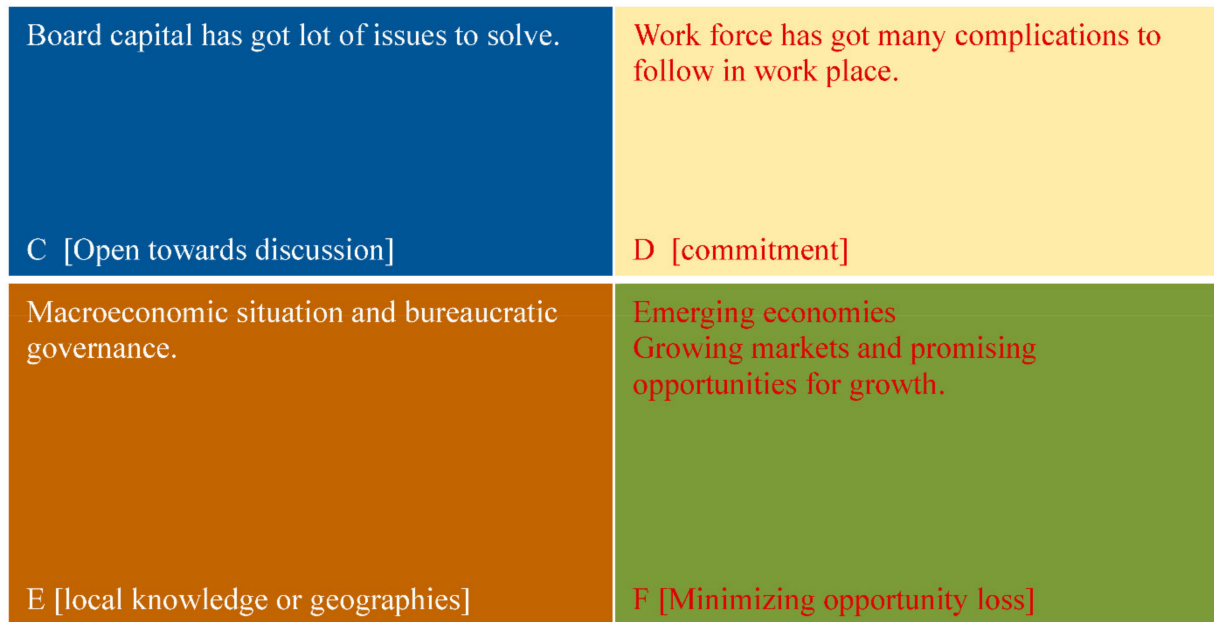 Board capital has got lot of issues to solve.
C [Open towards discussion]
Work force has got many complications to
follow in work place.
D [commitment]
Macroeconomic situation and bureaucratic
governance.
E [local knowledge or geographies]
Emerging economies
Growing markets and promising
opportunities for growth.
F [Minimizing opportunity loss]